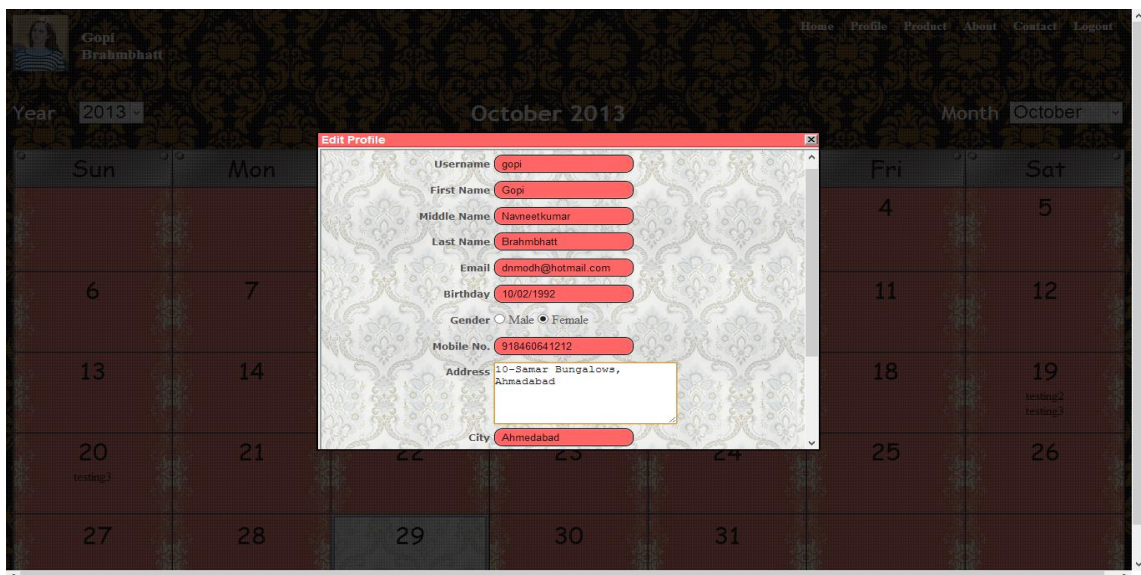 Gopi
Brahmbhatt
Home Profile Product About Contact Logout
Year 2013 October 2013 Month October
Edit Profile
Sun Mon Fri Sat
Username gopi
First Name Gopi
Middle Name Navneetkumar
Last Name Brahmbhatt
Email dnmodh@hotmail.com
Birthday 10/02/1992
Gender Male Female
Mobile No. 918460641212
Address 10-Samar Bungalows,
Ahmadabad
City Ahmedabad
4 5
6 7 11 12
13 14 18 19
testing2
testing3
20 21 22 23 24 25 26
testing3
27 28 29 30 31